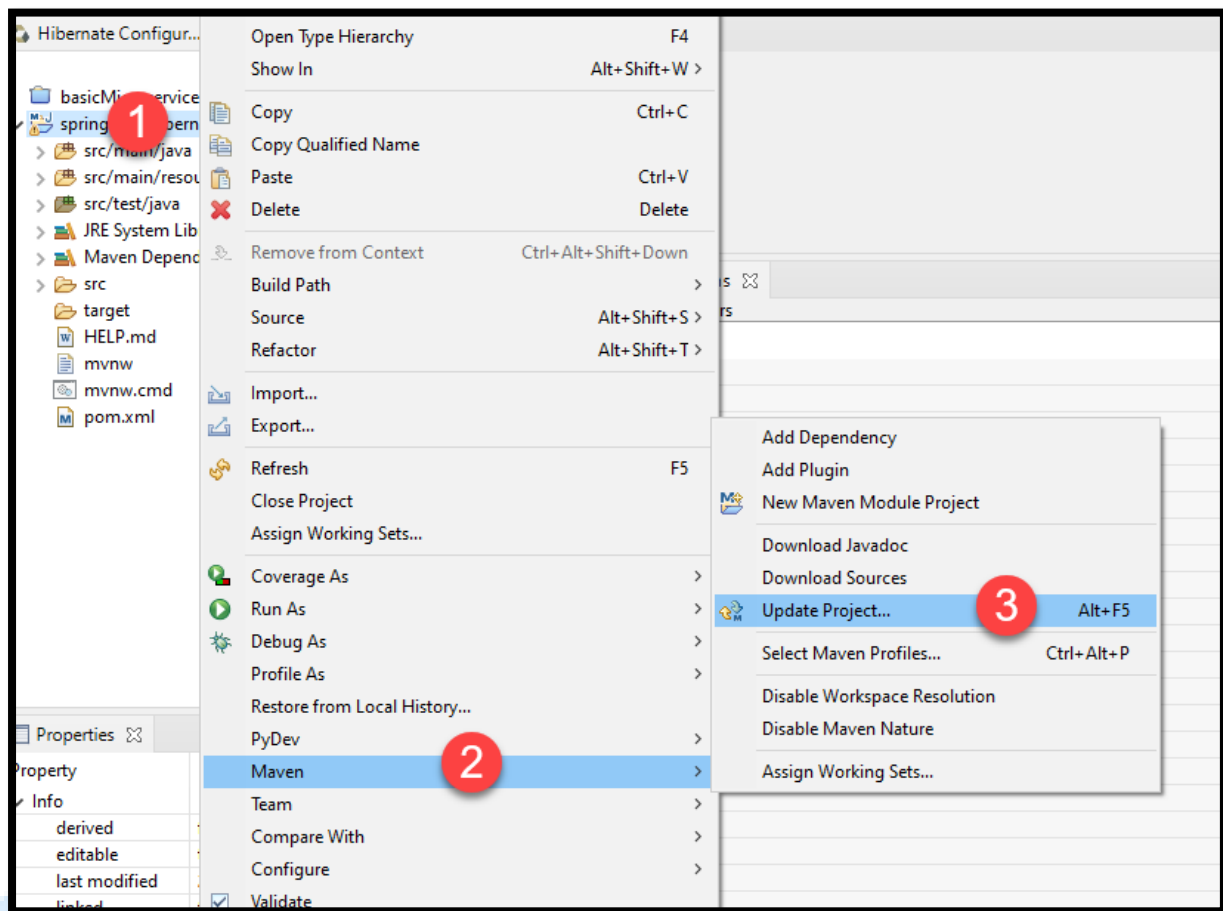 Hibernate Configur...
basicMi ervice
1
spring bern
src/main/java
src/main/resou
src/test/java
JRE System Lib
Maven Depend
src
target
HELP.md
mvnw
mvnw.cmd
pom.xml
Properties
Property
Info
derived
editable
last modified
linked
Open Type Hierarchy F4
Show In Alt+Shift+W >
Copy Ctrl+C
Copy Qualified Name
Paste Ctrl+V
Delete Delete
Remove from Context Ctrl+Alt+Shift+Down
Build Path >
Source Alt+Shift+S >
Refactor Alt+Shift+T >
Import...
Export...
Refresh F5
Close Project
Assign Working Sets...
Coverage As >
Run As >
Debug As >
Profile As >
Restore from Local History...
PyDev >
Maven 2 >
Team >
Compare With >
Configure >
Validate
is
rs
Add Dependency
Add Plugin
New Maven Module Project
Download Javadoc
Download Sources
Update Project... 3 Alt+F5
Select Maven Profiles... Ctrl+Alt+P
Disable Workspace Resolution
Disable Maven Nature
Assign Working Sets...